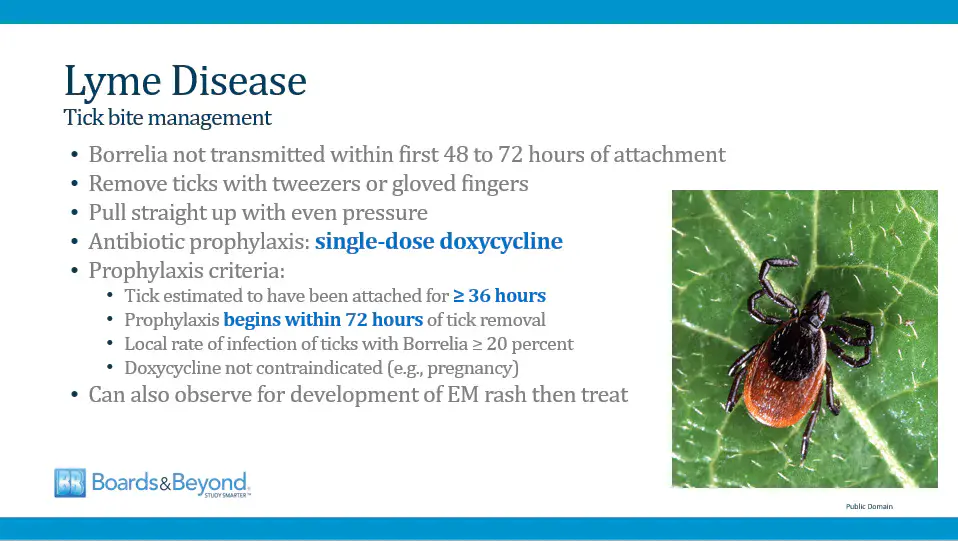 Lyme Disease
Tick bite management
• Borrelia not transmitted within first 48 to 72 hours of attachment
• Remove ticks with tweezers or gloved fingers
• Pull straight up with even pressure
• Antibiotic prophylaxis: single-dose doxycycline
• Prophylaxis criteria:
• Tick estimated to have been attached for ≥ 36 hours
• Prophylaxis begins within 72 hours of tick removal
• Local rate of infection of ticks with Borrelia ≥ 20 percent
• Doxycycline not contraindicated (e.g., pregnancy)
• Can also observe for development of EM rash then treat
BB Boards&Beyond.
STUDY SMARTER™
Public Domain